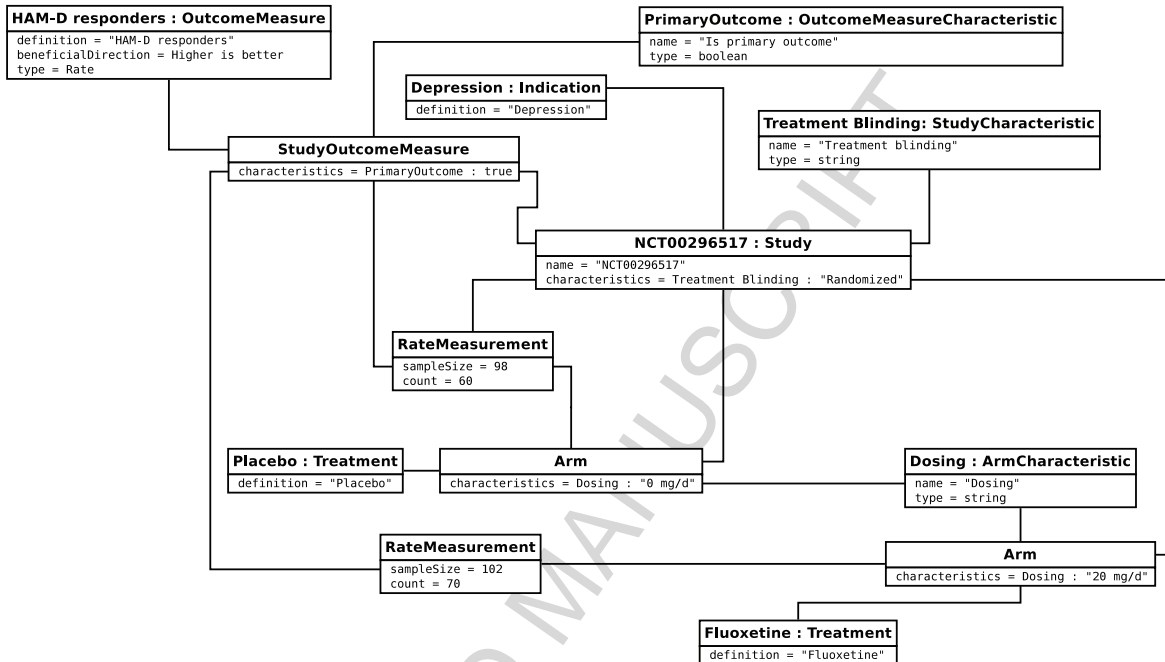 HAM-D responders : OutcomeMeasure
definition = "HAM-D responders"
beneficialDirection = Higher is better
type = Rate
PrimaryOutcome : OutcomeMeasureCharacteristic
name = "Is primary outcome"
type = boolean
Depression : Indication
definition = "Depression"
Treatment Blinding: StudyCharacteristic
name = "Treatment blinding"
type = string
StudyOutcomeMeasure
characteristics = PrimaryOutcome : true
NCT00296517 : Study
name = "NCT00296517"
characteristics = Treatment Blinding : "Randomized"
RateMeasurement
sampleSize = 98
count = 60
Placebo : Treatment
definition = "Placebo"
Arm
characteristics = Dosing : "0 mg/d"
Dosing : ArmCharacteristic
name = "Dosing"
type = string
RateMeasurement
sampleSize = 102
count = 70
Arm
characteristics = Dosing : "20 mg/d"
Fluoxetine : Treatment
definition = "Fluoxetine"
MANUSCRIPT